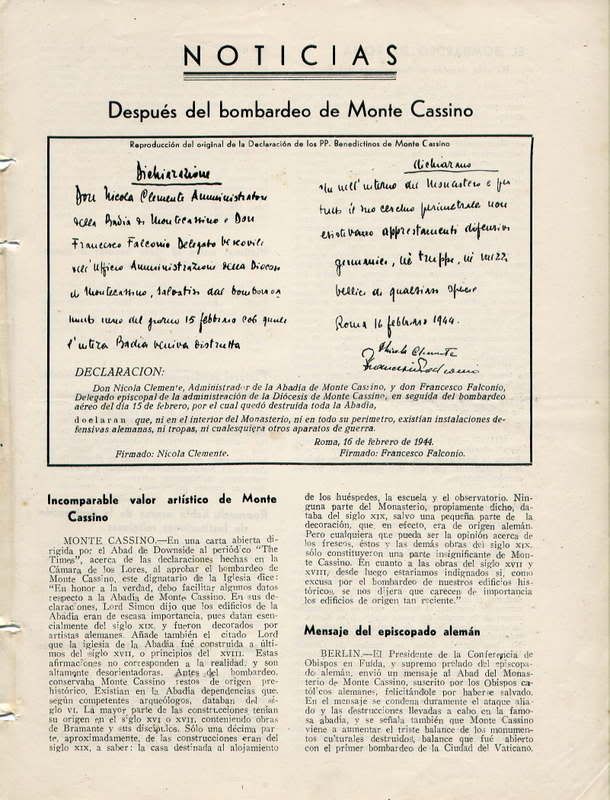 NOTICIAS
Después del bombardeo de Monte Cassino
Reproducción del original de la Declaración de los PP. Benedictinos de Monte Cassino
Dichiarazione
Don Nicola Clemente Amministratore
della Badia di Montecassino e Don
Francesco Falconio Delegato Vescovile
dell'Ufficio Amministrazione della Diocesi
di Montecassino, salvatisi dal bombarda
mento aereo del giorno 15 febbraio col quale
l'intera Badia veniva distrutta
dichiarano
che nell'interno del Monastero e per
tutto il suo cerchio perimetrale non
esistevano apprestamenti difensivi
germanici, nè truppe, nè mezzi
bellici di qualsiasi specie
Roma 16 febbraio 1944.
Nicola Clemente
Francesco Falconio
DECLARACION:
Don Nicola Clemente, Administrador de la Abadía de Monte Cassino, y don Francesco Falconio,
Delegado episcopal de la administración de la Diócesis de Monte Cassino, en seguida del bombardeo
aéreo del día 15 de febrero, por el cual quedó destruida toda la Abadía,
declaran que, ni en el interior del Monasterio, ni en todo su perímetro, existían instalaciones de-
fensivas alemanas, ni tropas, ni cualesquiera otros aparatos de guerra.
Roma, 16 de febrero de 1944.
Firmado: Nicola Clemente. Firmado: Francesco Falconio.
Incomparable valor artístico de Monte
Cassino
MONTE CASSINO.—En una carta abierta di-
rigida por el Abad de Downside al periódico "The
Times", acerca de las declaraciones hechas en la
Cámara de los Lores, al aprobar el bombardeo de
Monte Cassino, este dignatario de la Iglesia dice:
"En honor a la verdad, debo facilitar algunos datos
respecto a la Abadía de Monte Cassino. En sus de-
claraciones, Lord Simon dijo que los edificios de la
Abadía eran de escasa importancia, pues datan esen-
cialmente del siglo XIX, y fueron decorados por
artistas alemanes. Añade también el citado Lord
que la iglesia de la Abadía fué construida a últi-
mos del siglo XVII, o principios del XVIII. Estas
afirmaciones no corresponden a la realidad, y son
altamente desorientadoras. Antes del bombardeo,
conservaba Monte Cassino restos de origen pre-
histórico. Existían en la Abadía dependencias que,
según competentes arqueólogos, databan del si-
glo VI. La mayor parte de las construcciones tenían
su origen en el siglo XVI o XVII, conteniendo obras
de Bramante y sus discípulos. Sólo una décima par-
te, aproximadamente, de las construcciones eran del
siglo XIX, a saber: la casa destinada al alojamiento
de los huéspedes, la escuela y el observatorio. Nin-
guna parte del Monasterio, propiamente dicho, da-
taba del siglo XIX, salvo una pequeña parte de la
decoración, que, en efecto, era de origen alemán.
Pero cualquiera que pueda ser la opinión acerca de
los frescos, éstos y las demás obras del siglo XIX,
sólo constituyeron una parte insignificante de Mon-
te Cassino. En cuanto a las obras del siglo XVII y
XVIII, desde luego estaríamos indignados si, como
excusa por el bombardeo de nuestros edificios his-
tóricos, se nos dijera que carecen de importancia
los edificios de origen tan reciente."
Mensaje del episcopado alemán
BERLIN.—El Presidente de la Conferencia de
Obispos en Fulda, y supremo prelado del episcopa-
do alemán, envió un mensaje al Abad del Monas-
terio de Monte Cassino, suscrito por los Obispos ca-
tólicos alemanes, felicitándole por haberse salvado.
En el mensaje se condena duramente el ataque alia-
do y las destrucciones llevadas a cabo en la famo-
sa abadía, y se señala también que Monte Cassino
viene a aumentar el triste balance de los monumen-
tos culturales destruidos, balance que fué abierto
con el primer bombardeo de la Ciudad del Vaticano.